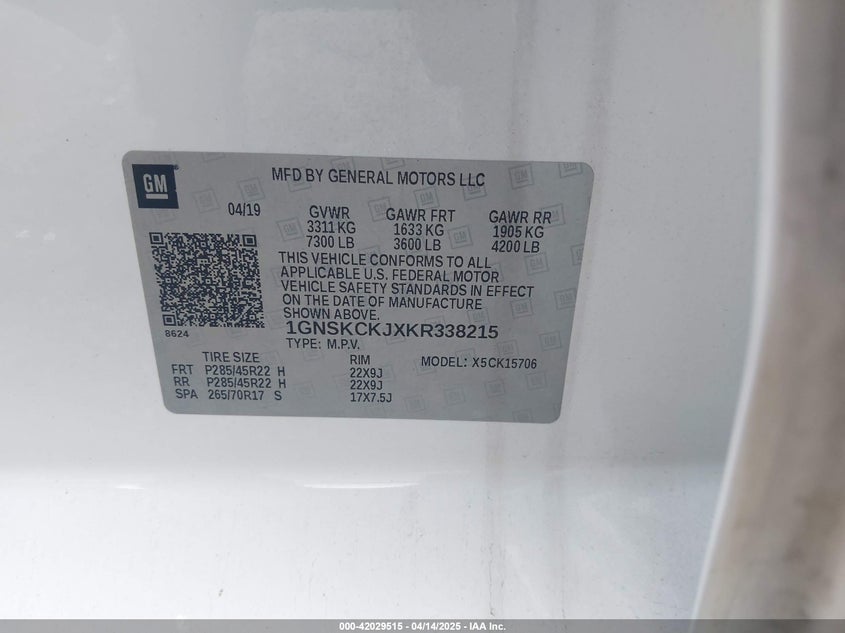 GM
MFD BY GENERAL MOTORS LLC
04/19
GVWR GAWR FRT GAWR RR
3311 KG 1633 KG 1905 KG
7300 LB 3600 LB 4200 LB
THIS VEHICLE CONFORMS TO ALL
APPLICABLE U.S. FEDERAL MOTOR
VEHICLE SAFETY STANDARDS IN EFFECT
ON THE DATE OF MANUFACTURE
SHOWN ABOVE.
8624
1GNSKCKJXKR338215
TYPE: M.P.V.
TIRE SIZE RIM MODEL: X5CK15706
FRT P285/45R22 H 22X9J
RR P285/45R22 H 22X9J
SPA 265/70R17 S 17X7.5J
000-42029515 - 04/14/2025 - IAA Inc.